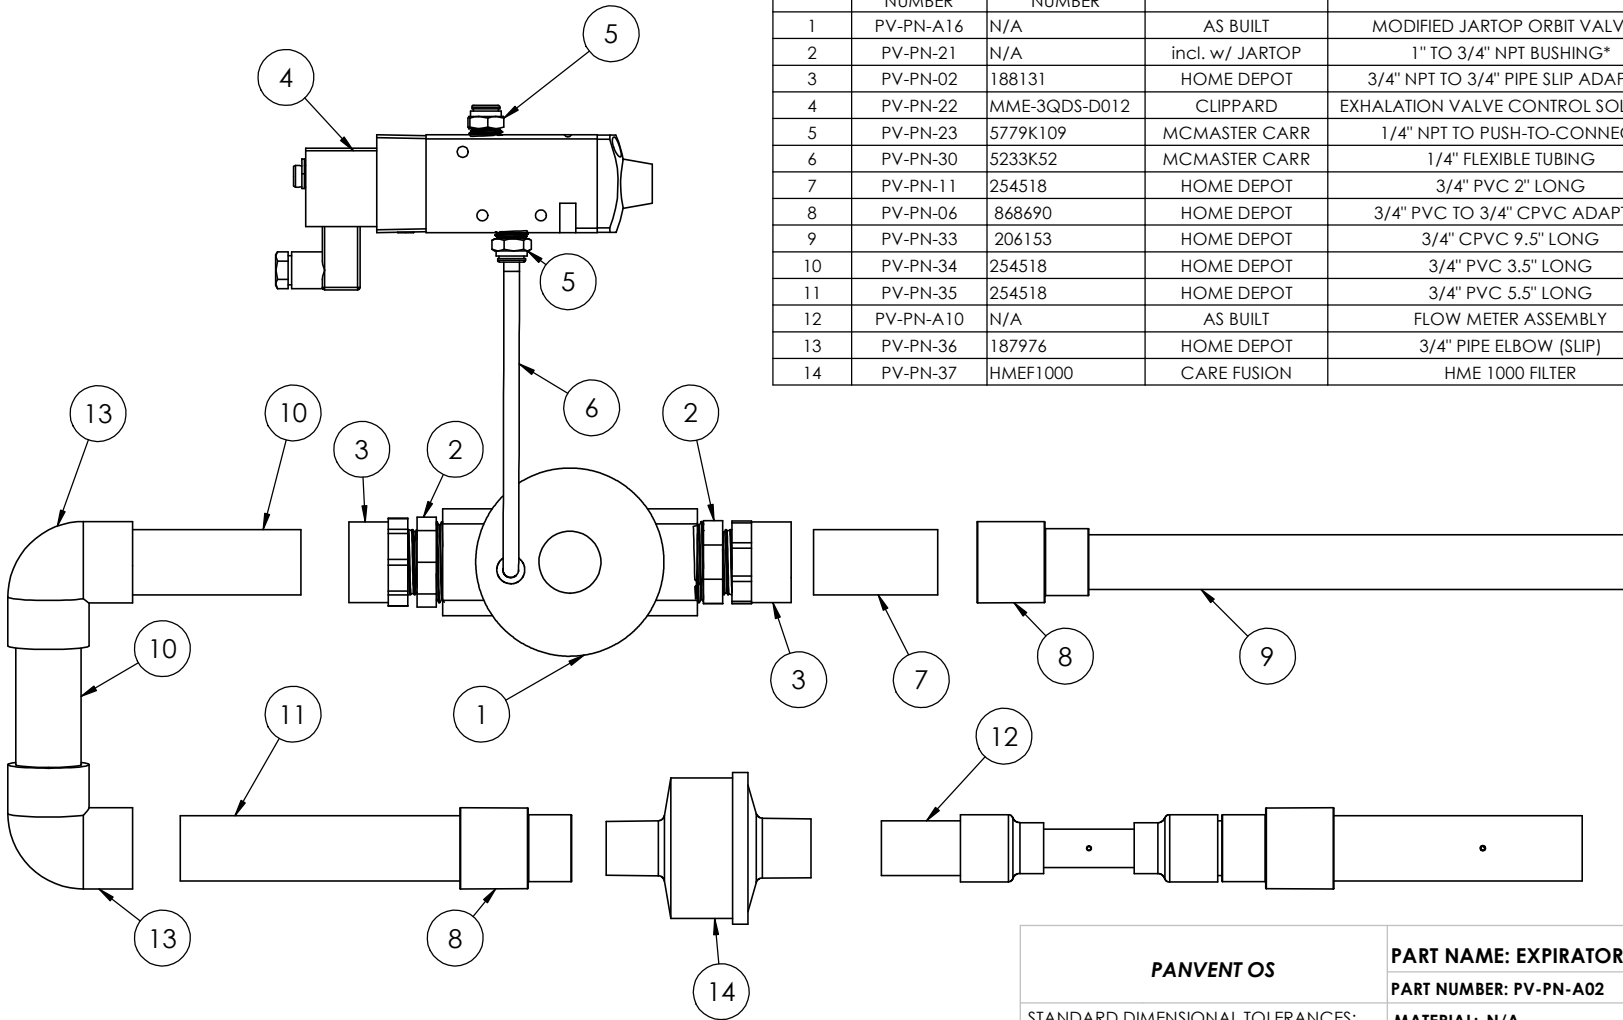 NUMBER NUMBER
1 PV-PN-A16 N/A AS BUILT MODIFIED JARTOP ORBIT VALV
2 PV-PN-21 N/A incl. w/ JARTOP 1" TO 3/4" NPT BUSHING*
3 PV-PN-02 188131 HOME DEPOT 3/4" NPT TO 3/4" PIPE SLIP ADAP
4 PV-PN-22 MME-3QDS-D012 CLIPPARD EXHALATION VALVE CONTROL SOL
5 PV-PN-23 5779K109 MCMASTER CARR 1/4" NPT TO PUSH-TO-CONNEC
6 PV-PN-30 5233K52 MCMASTER CARR 1/4" FLEXIBLE TUBING
7 PV-PN-11 254518 HOME DEPOT 3/4" PVC 2" LONG
8 PV-PN-06 868690 HOME DEPOT 3/4" PVC TO 3/4" CPVC ADAPT
9 PV-PN-33 206153 HOME DEPOT 3/4" CPVC 9.5" LONG
10 PV-PN-34 254518 HOME DEPOT 3/4" PVC 3.5" LONG
11 PV-PN-35 254518 HOME DEPOT 3/4" PVC 5.5" LONG
12 PV-PN-A10 N/A AS BUILT FLOW METER ASSEMBLY
13 PV-PN-36 187976 HOME DEPOT 3/4" PIPE ELBOW (SLIP)
14 PV-PN-37 HMEF1000 CARE FUSION HME 1000 FILTER
5
4
5
6
13
10
3
2
2
10
11
1
3
7
8
9
12
13
8
14
PANVENT OS
PART NAME: EXPIRATOR
PART NUMBER: PV-PN-A02
STANDARD DIMENSIONAL TOLERANCES:
MATERIAL: N/A